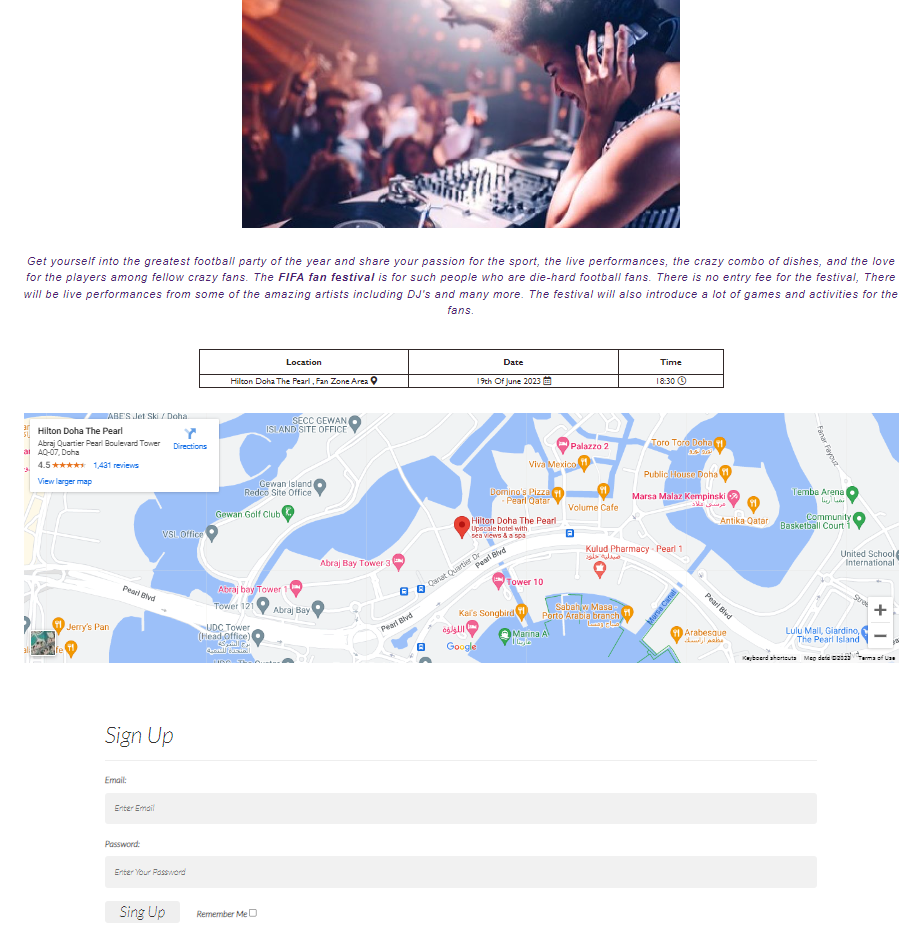 Get yourself into the greatest football party of the year and share your passion for the sport, the live performances, the crazy combo of dishes, and the love
for the players among fellow crazy fans. The FIFA fan festival is for such people who are die-hard football fans. There is no entry fee for the festival, There
will be live performances from some of the amazing artists including DJ's and many more. The festival will also introduce a lot of games and activities for the
fans.
Location Date Time
Hilton Doha The Pearl , Fan Zone Area 19th Of June 2023 18:30
ABE'S Jet Ski / Doha
Hilton Doha The Pearl
Abraj Quartier Pearl Boulevard Tower
AQ-07, Doha
Directions
4.5 1,431 reviews
View larger map
SECC GEWAN
ISLAND SITE OFFICE
Palazzo 2
Toro Toro Doha
Viva Mexico
Public House Doha
Gewan Island
Redco Site Office
Domino's Pizza
- Pearl Qatar
Volume Cafe
Marsa Malaz Kempinski
Antika Qatar
Fanar Fayouz
Temba Arena
Community
Basketball Court 1
Gewan Golf Club
VSL Office
Hilton Doha The Pearl
Upscale hotel with
sea views & a spa
Kulud Pharmacy - Pearl 1
صيدلية خلود
United School
International
Abraj Bay Tower 3
Qanat Quartier Dr
Pearl Blvd
Abraj bay Tower 1
Tower 10
Pearl Blvd
Tower 121
Abraj Bay
Kai's Songbird
Sabah w Masa
Porto Arabia branch
Marsa Canal
Pearl Blvd
Jerry's Pan
UDC Tower
(Head Office)
Pearl Blvd
اللؤلؤة
Marina A
Arabesque
Lulu Mall, Giardino,
The Pearl Island
Google
Keyboard shortcuts Map data ©2023 Terms of Use
Sign Up
Email:
Enter Email
Password:
Enter Your Password
Sing Up Remember Me